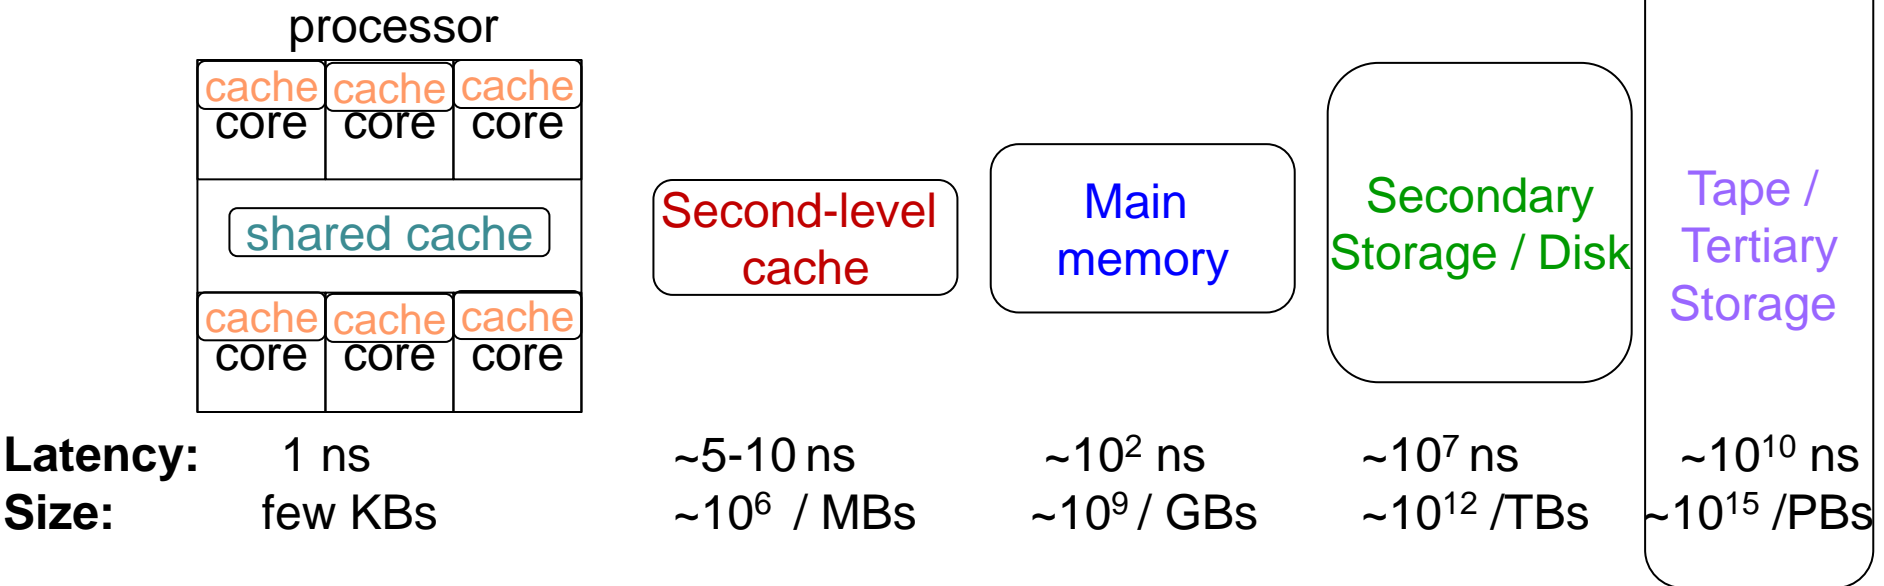 processor
cache cache cache
core core core
shared cache
cache cache cache
core core core
Second-level
cache
Main
memory
Secondary
Storage / Disk
Tape /
Tertiary
Storage
Latency: 1 ns ~5-10 ns ~10² ns ~10⁷ ns ~10¹⁰ ns
Size: few KBs ~10⁶ / MBs ~10⁹ / GBs ~10¹² /TBs ~10¹⁵ /PBs